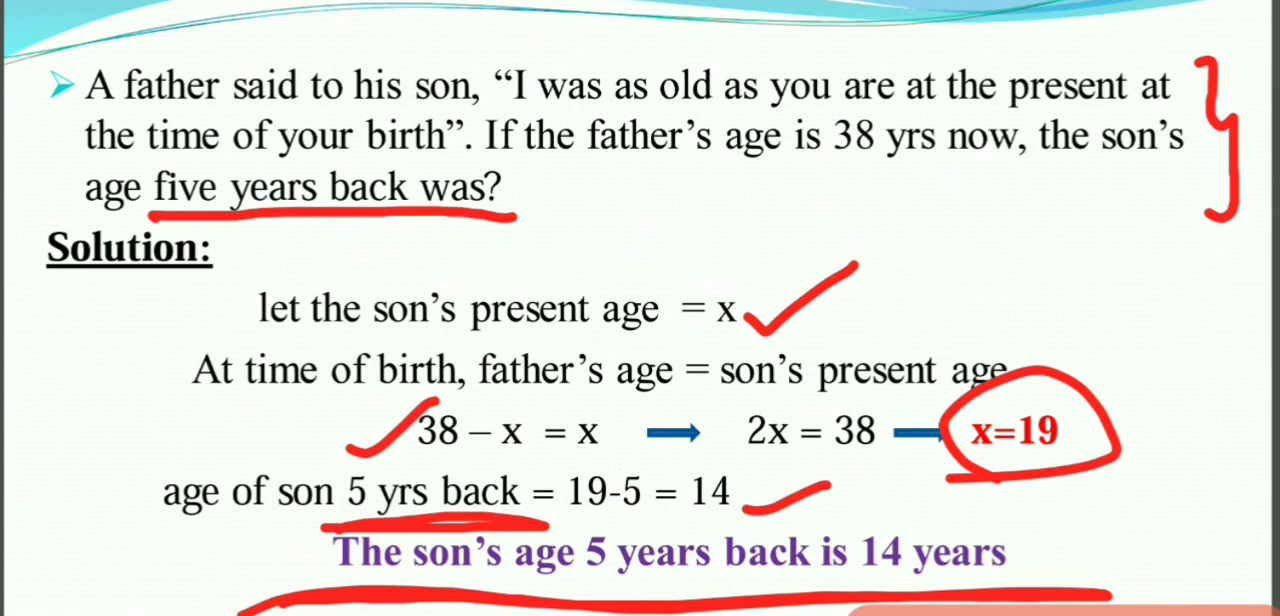 A father said to his son, “I was as old as you are at the present at
the time of your birth”. If the father’s age is 38 yrs now, the son’s
age five years back was?
Solution:
let the son’s present age = x
At time of birth, father’s age = son’s present age
38 – x = x 2x = 38 x=19
age of son 5 yrs back = 19-5 = 14
The son’s age 5 years back is 14 years